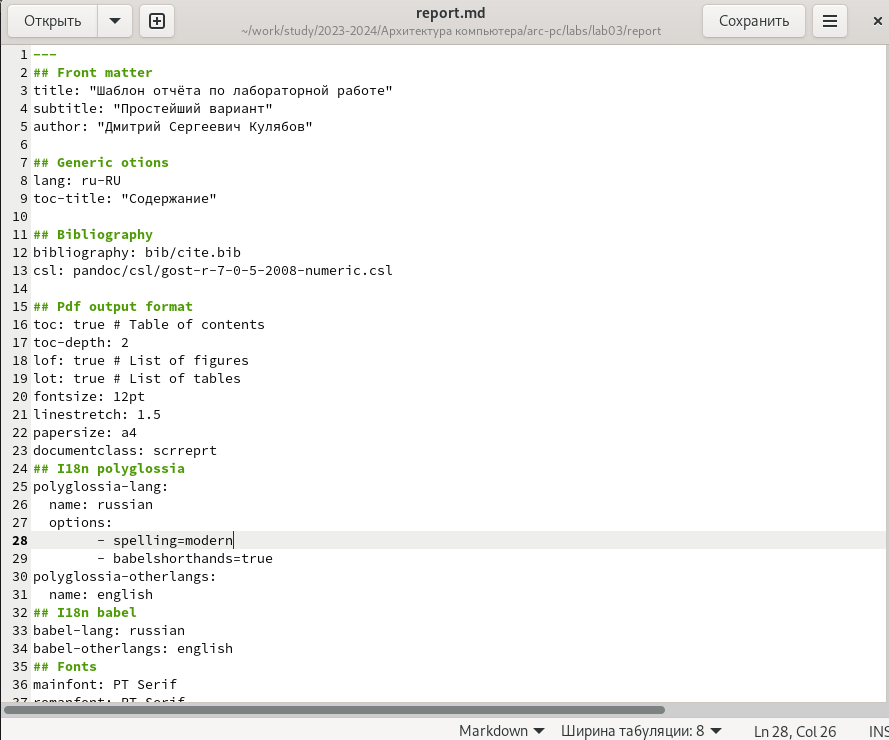 Открыть
report.md
~/work/study/2023-2024/Архитектура компьютера/arc-pc/labs/lab03/report
Сохранить
1 ---
2 ## Front matter
3 title: "Шаблон отчёта по лабораторной работе"
4 subtitle: "Простейший вариант"
5 author: "Дмитрий Сергеевич Кулябов"
6
7 ## Generic otions
8 lang: ru-RU
9 toc-title: "Содержание"
10
11 ## Bibliography
12 bibliography: bib/cite.bib
13 csl: pandoc/csl/gost-r-7-0-5-2008-numeric.csl
14
15 ## Pdf output format
16 toc: true # Table of contents
17 toc-depth: 2
18 lof: true # List of figures
19 lot: true # List of tables
20 fontsize: 12pt
21 linestretch: 1.5
22 papersize: a4
23 documentclass: scrreprt
24 ## I18n polyglossia
25 polyglossia-lang:
26   name: russian
27   options:
28         - spelling=modern
29         - babelshorthands=true
30 polyglossia-otherlangs:
31   name: english
32 ## I18n babel
33 babel-lang: russian
34 babel-otherlangs: english
35 ## Fonts
36 mainfont: PT Serif
37 romanfont: PT Serif
Markdown Ширина табуляции: 8 Ln 28, Col 26 INS